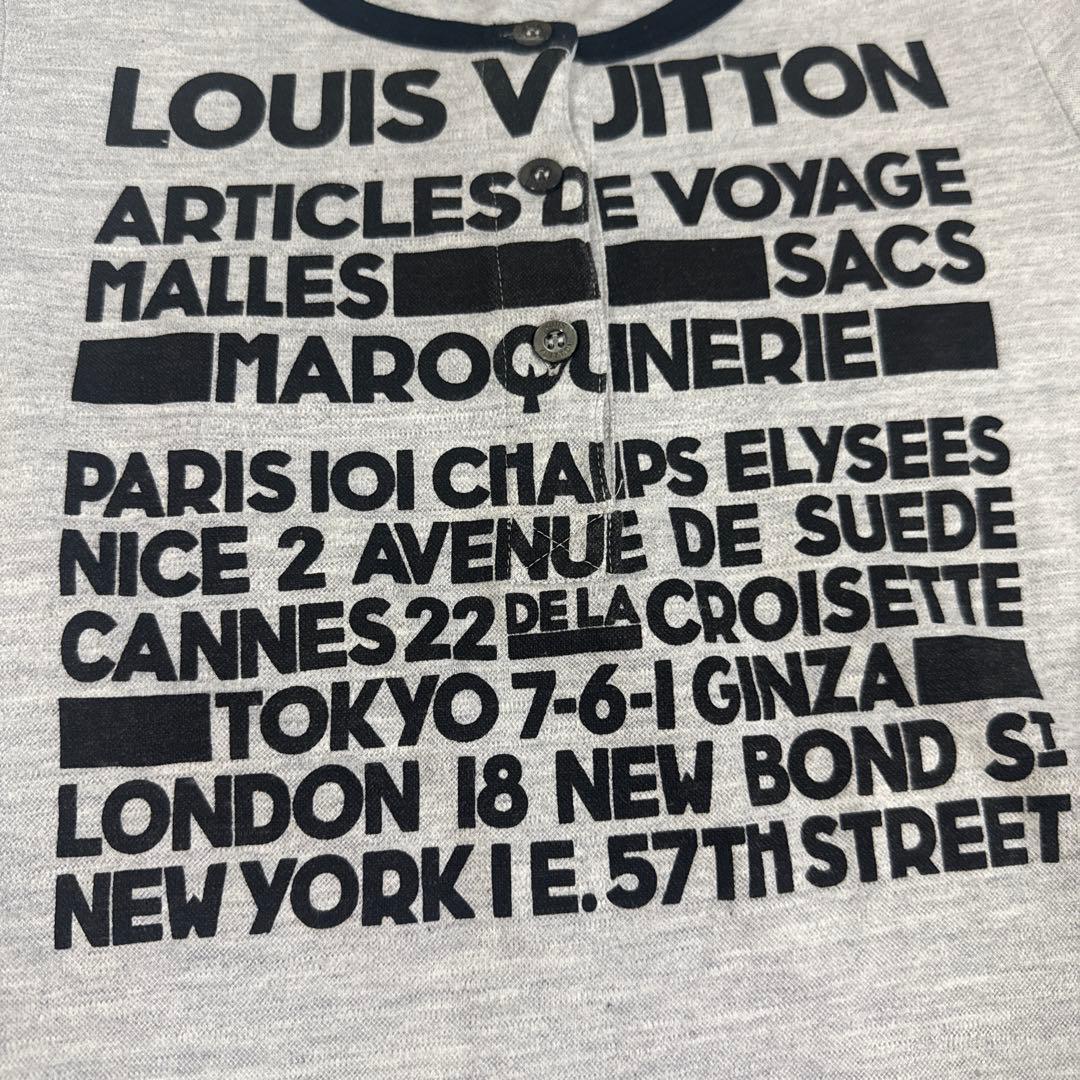 LOUIS VUITTON
ARTICLES DE VOYAGE
MALLES SACS
MAROQUINERIE
PARIS 101 CHAMPS ELYSEES
NICE 2 AVENUE DE SUEDE
CANNES 22 DE LA CROISETTE
TOKYO 7-6-1 GINZA
LONDON 18 NEW BOND ST
NEW YORK 1 E. 57TH STREET